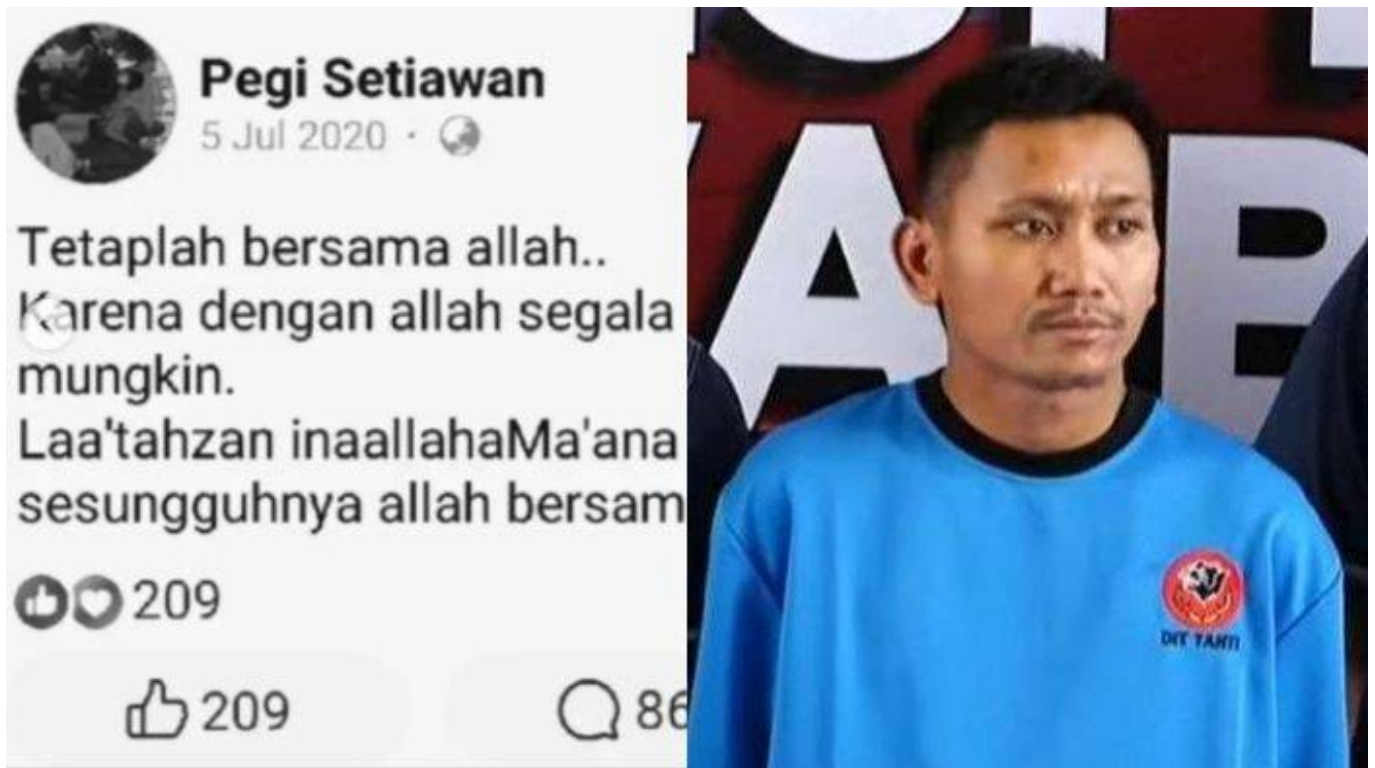 Pegi Setiawan
5 Jul 2020
Tetaplah bersama allah..
Karena dengan allah segala
mungkin.
Laa'tahzan inaallahaMa'ana
sesungguhnya allah bersam
209
209
86
DIT TAHTI